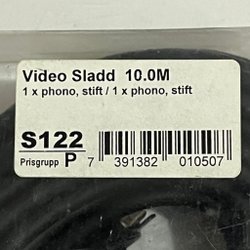 Video Sladd 10.0M
1 x phono, stift / 1 x phono, stift
S122
Prisgrupp P 7 391382 010507